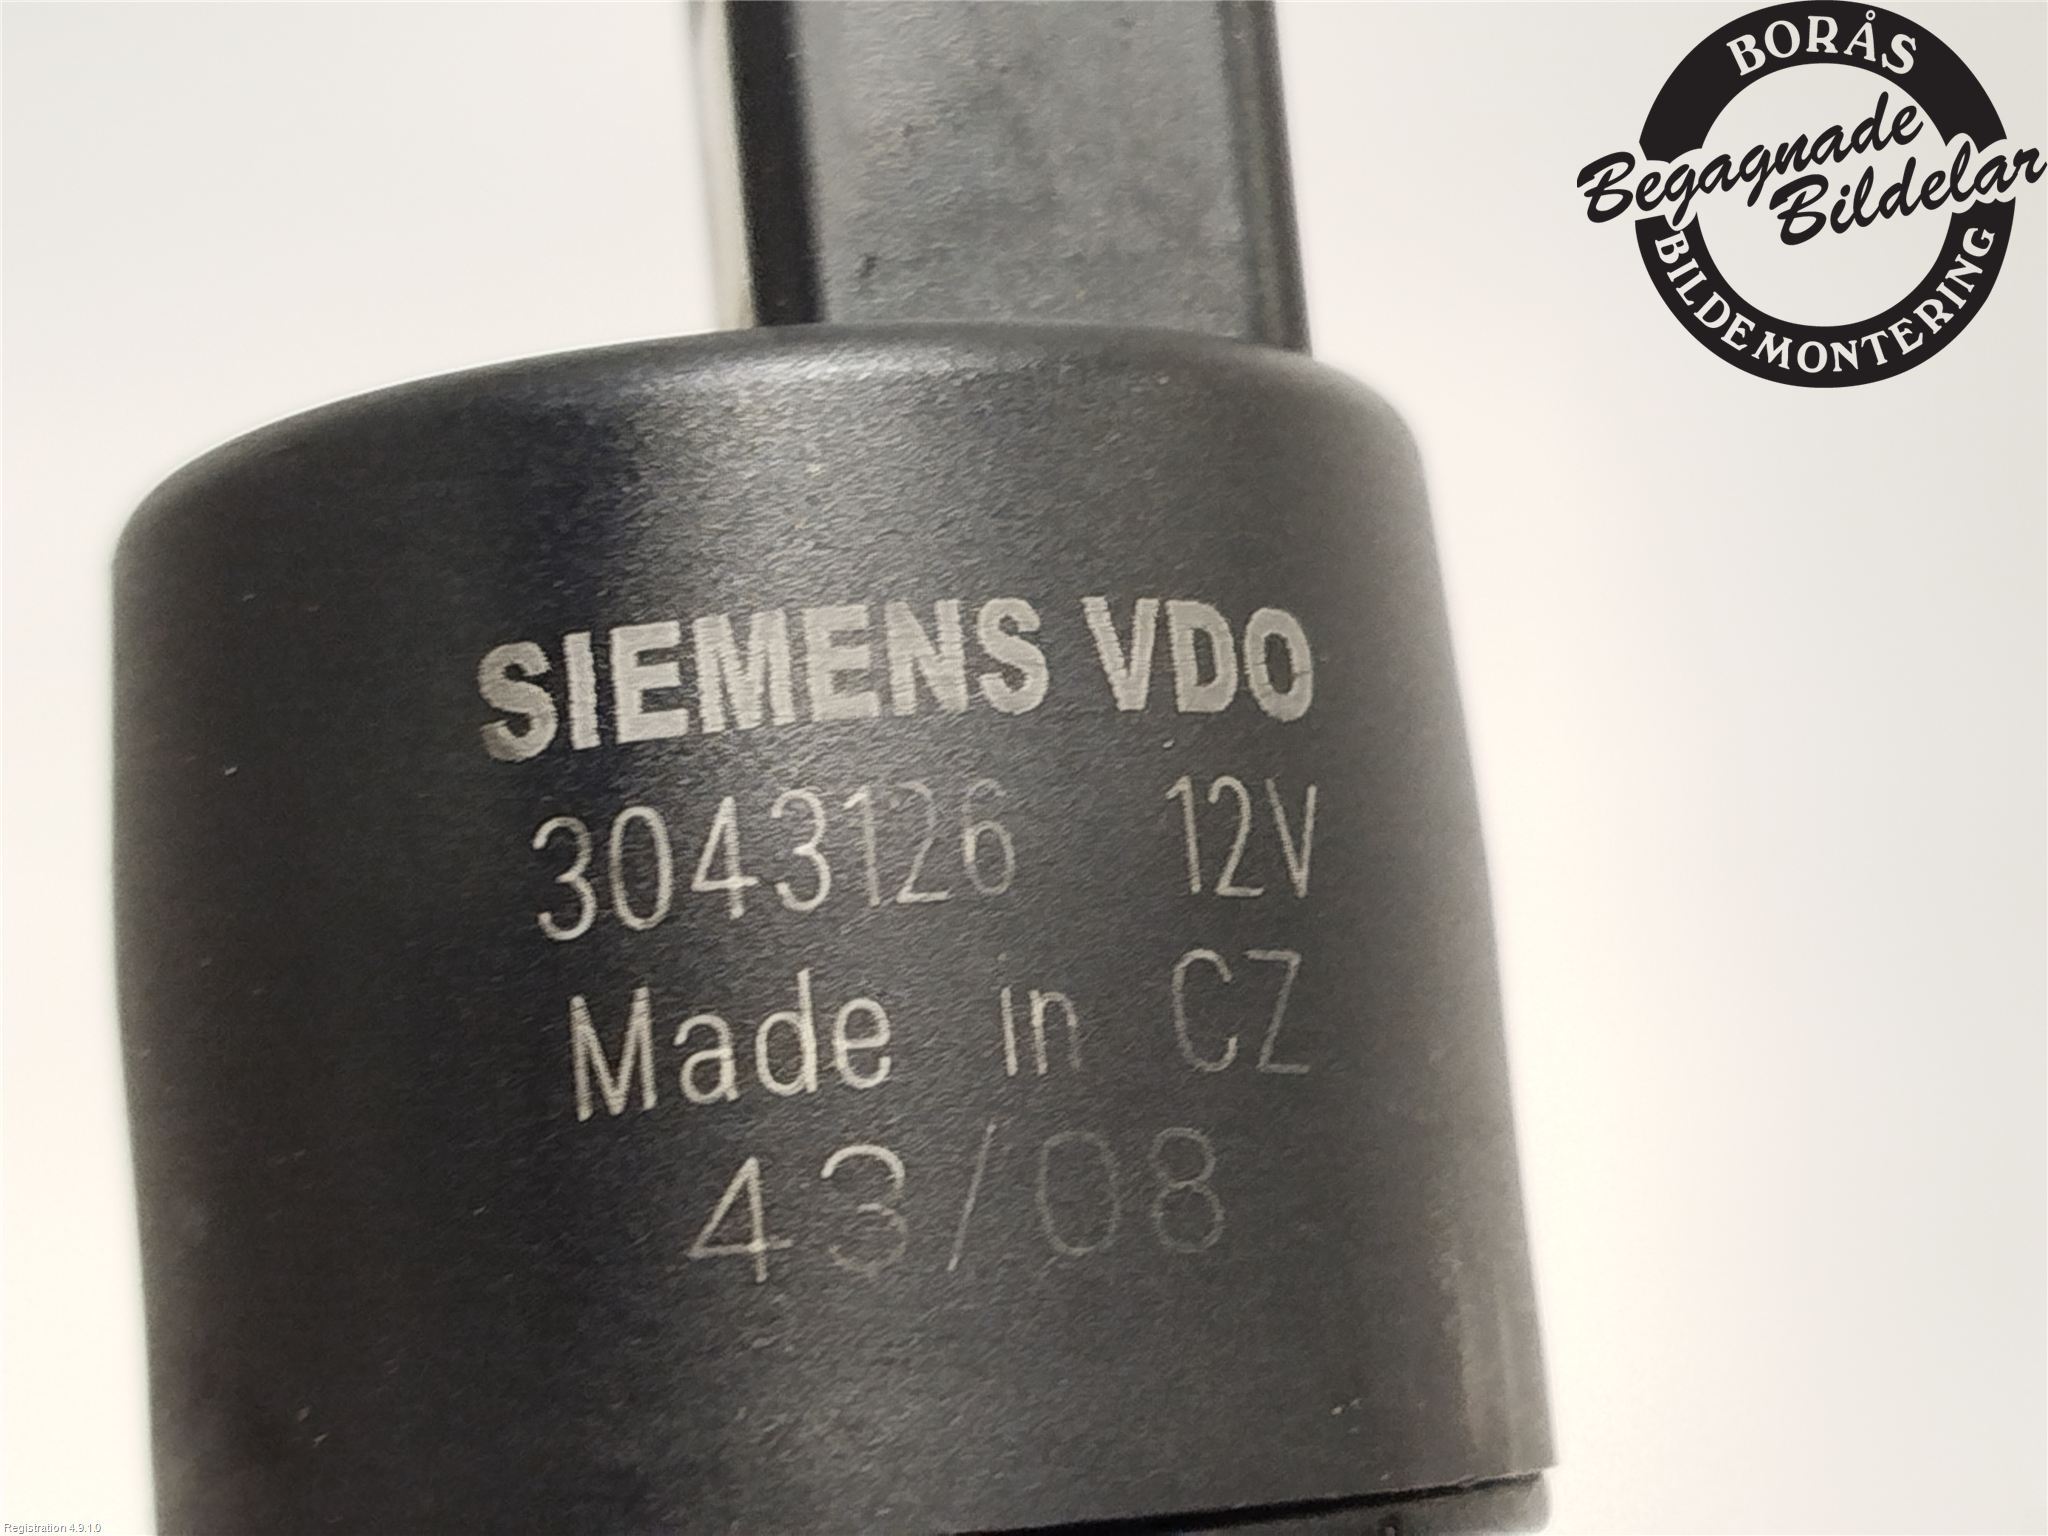 BORÅS
Begagnade
Bildelar
BILDEMONTERING
SIEMENS VDO
3043126 12V
Made in CZ
43/08
Registration 4.9.1.0